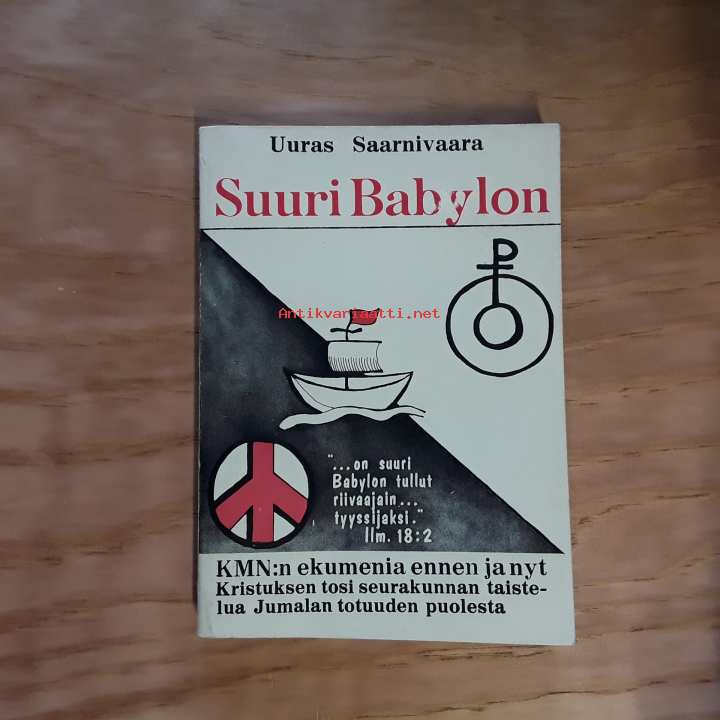 Uuras Saarnivaara
Suuri Babylon
Antikvariaatti.net
"...on suuri
Babylon tullut
riivaajain...
tyyssijaksi."
Ilm. 18:2
KMN:n ekumenia ennen ja nyt
Kristuksen tosi seurakunnan taiste-
lua Jumalan totuuden puolesta